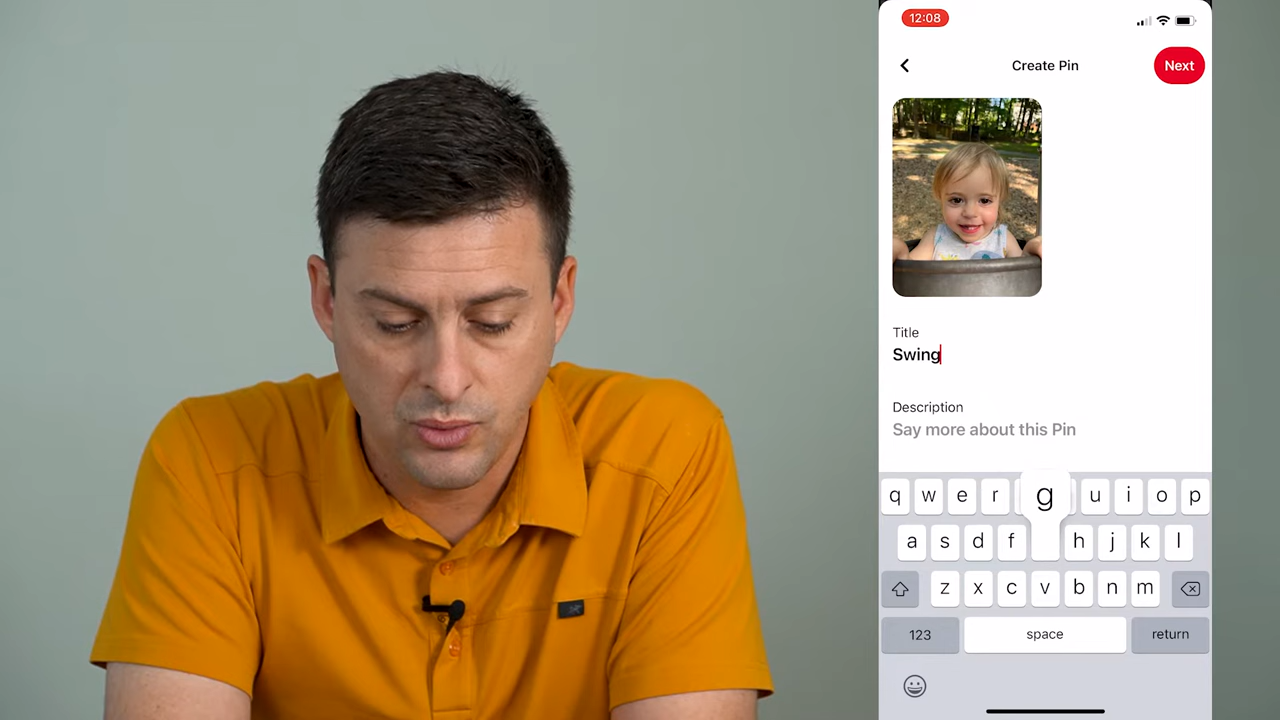 12:08
Create Pin
Next
Title
Swing
Description
Say more about this Pin
q w e r g u i o p
a s d f h j k l
z x c v b n m
123 space return